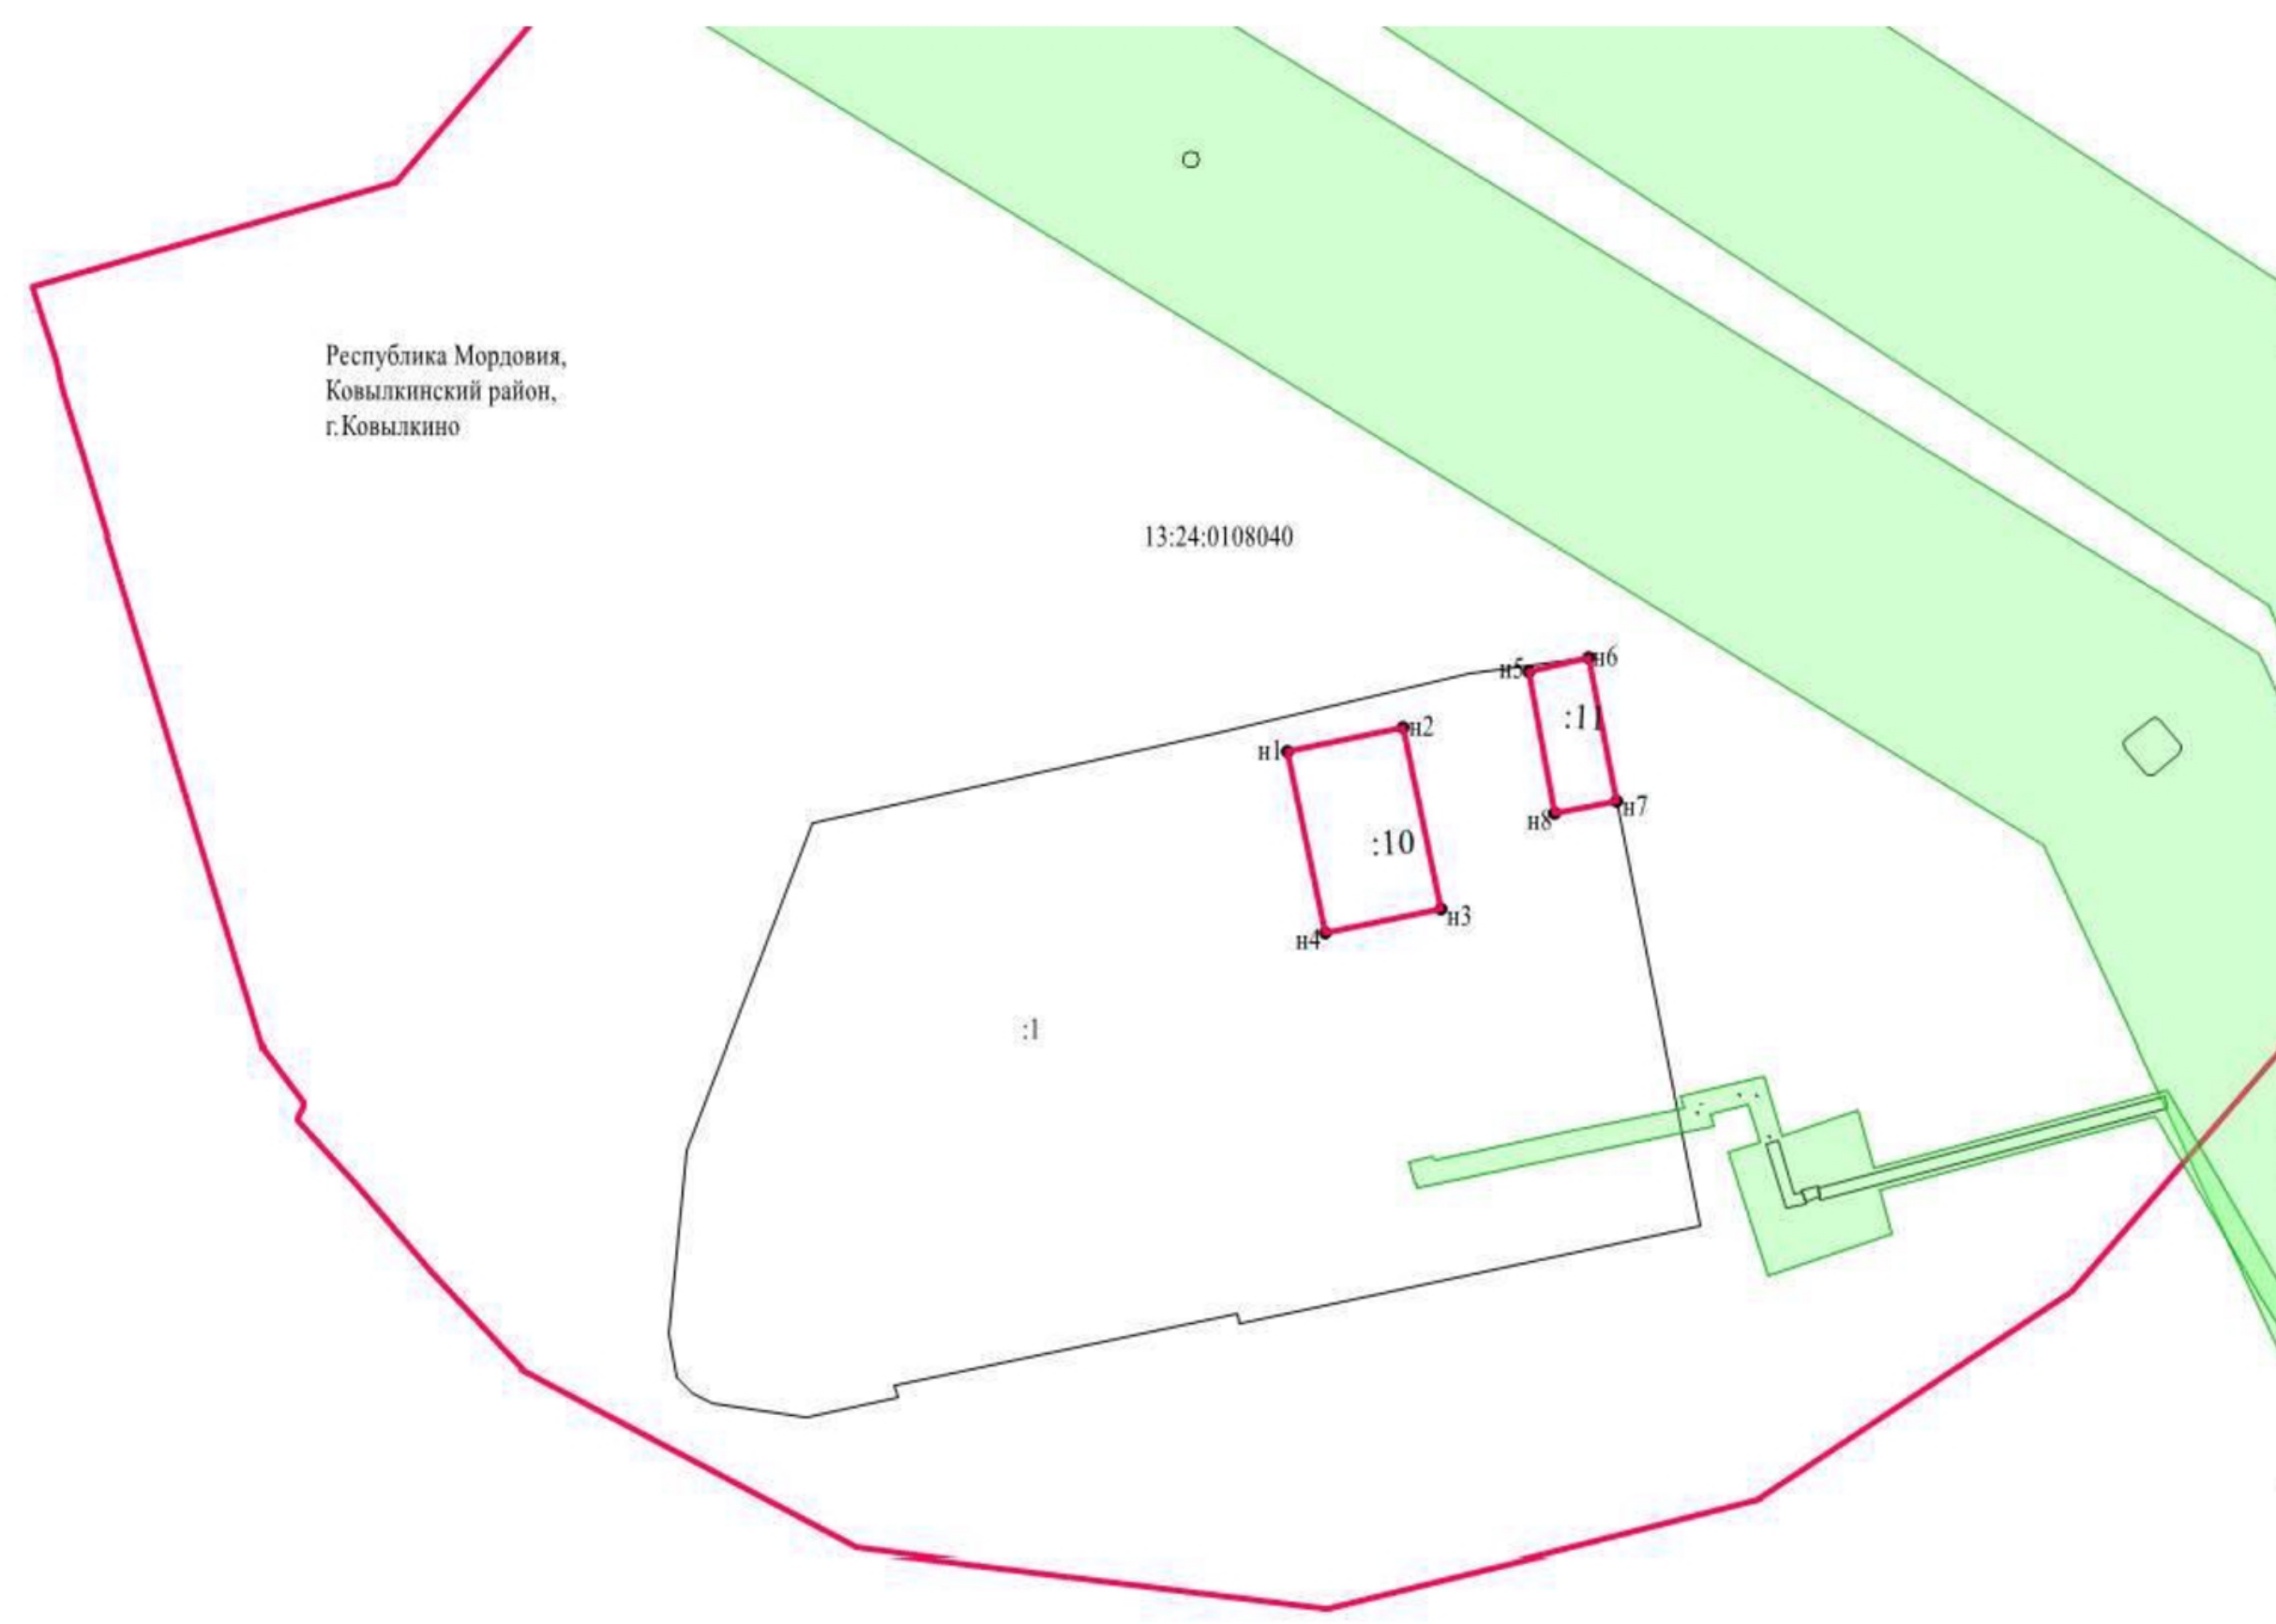 Республика Мордовия,
Ковылкинский район,
г.Ковылкино
13:24:0108040
н5
н6
:11
н1
н2
н8
н7
:10
н4
н3
:1